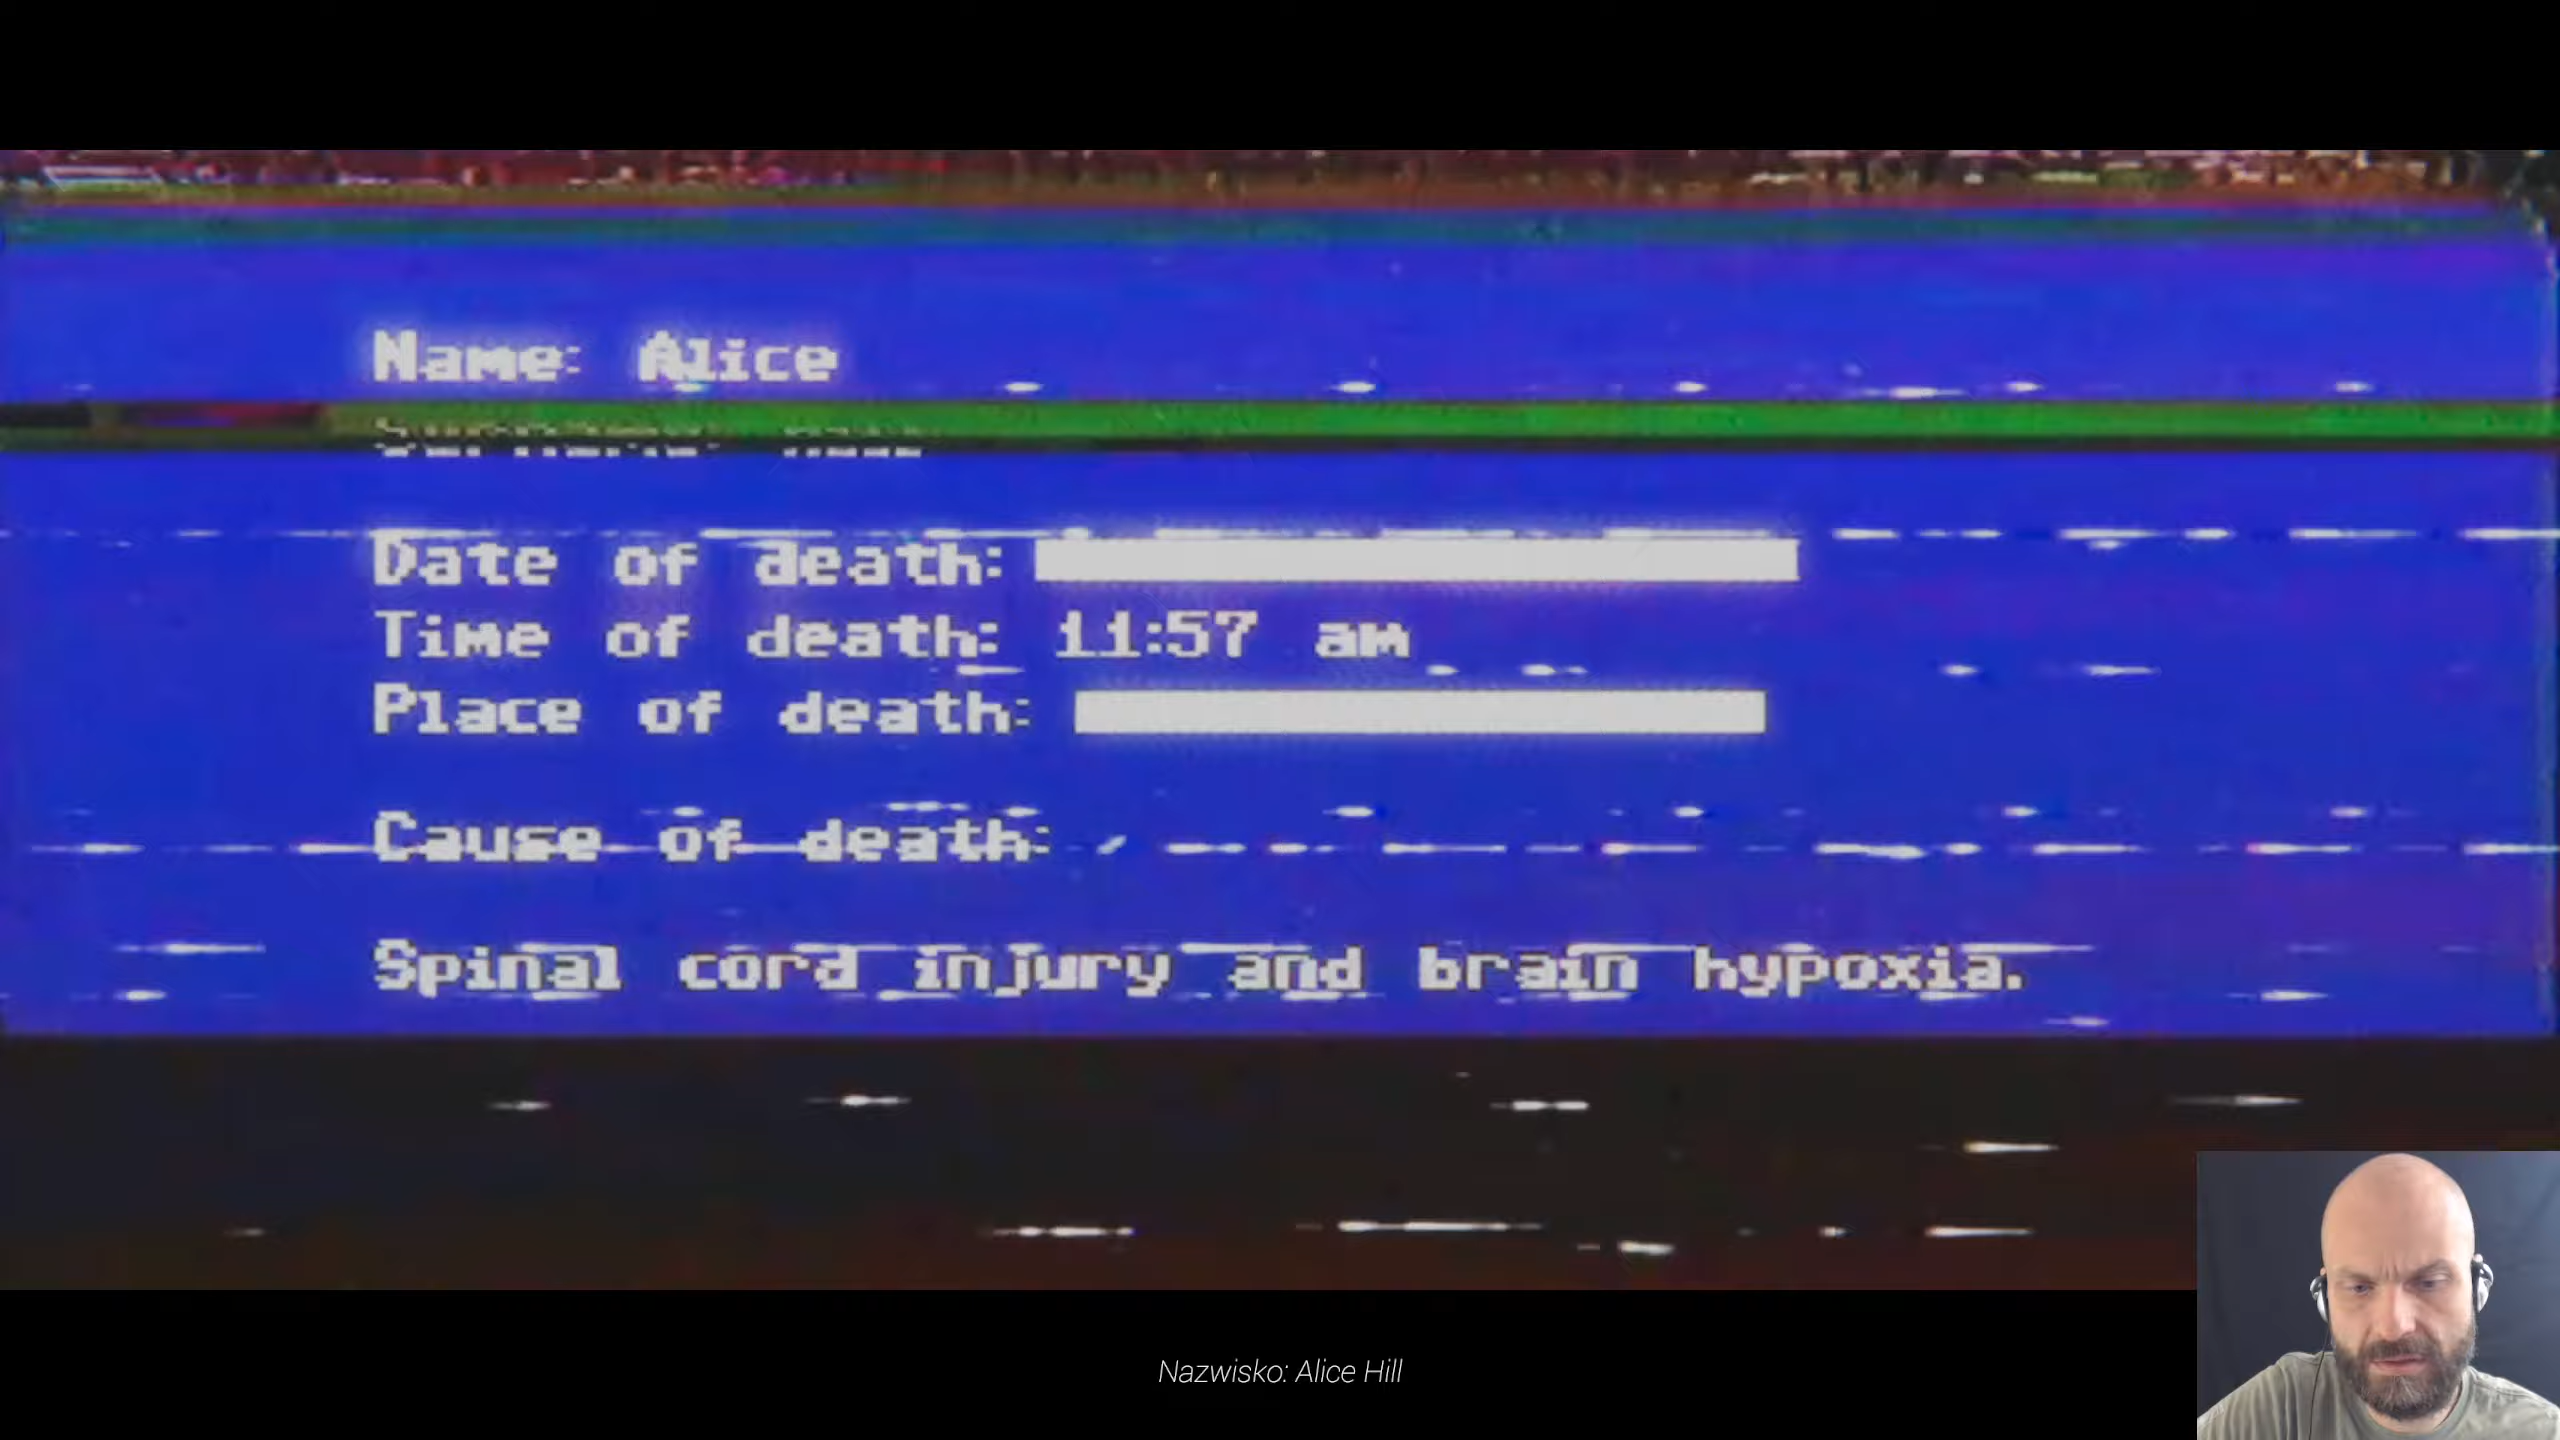 Name: Alice
Date of death:
Time of death: 11:57 am
Place of death:
Cause of death:
Spinal cord injury and brain hypoxia.
Nazwisko: Alice Hill